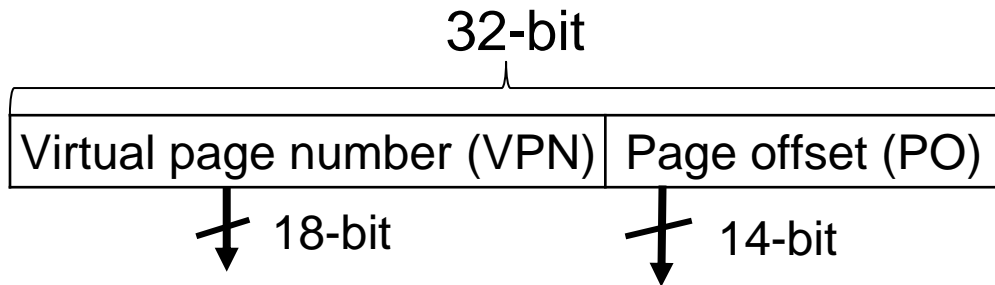 32-bit
Virtual page number (VPN) Page offset (PO)
18-bit 14-bit